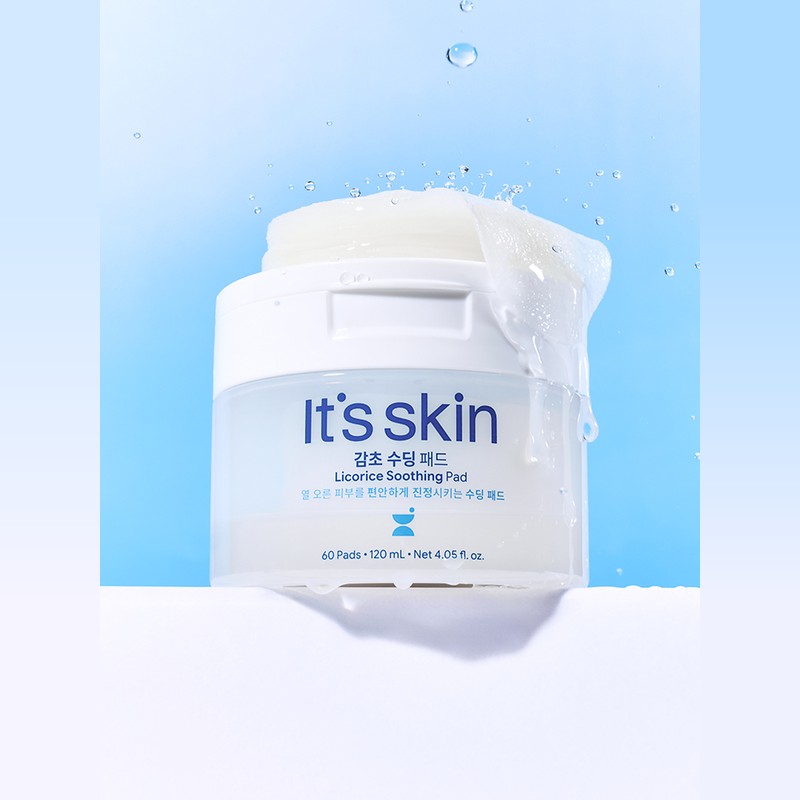 It's skin
감초 수딩 패드
Licorice Soothing Pad
열 오른 피부를 편안하게 진정시키는 수딩 패드
60 Pads • 120 mL • Net 4.05 fl. oz.